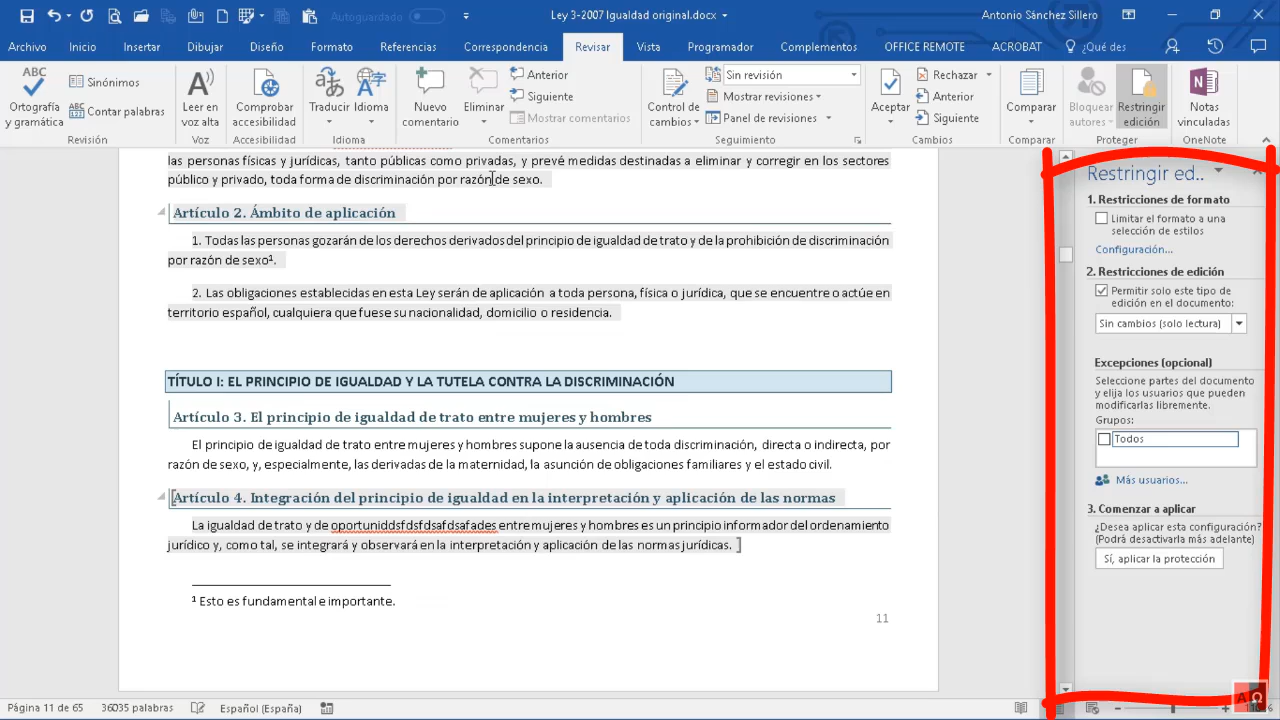 Autoguardado
Ley 3-2007 Igualdad original.docx
Antonio Sánchez Sillero
Archivo Inicio Insertar Dibujar Diseño Formato Referencias Correspondencia Revisar Vista Programador Complementos OFFICE REMOTE ACROBAT ¿Qué des
ABC
Ortografía y gramática
Sinónimos
ABC
123
Contar palabras
Revisión
A
Leer en voz alta
Voz
Comprobar accesibilidad
Accesibilidad
Traducir Idioma
Idioma
Nuevo comentario
Eliminar
Anterior
Siguiente
Mostrar comentarios
Comentarios
Control de cambios
Sin revisión
Mostrar revisiones
Panel de revisiones
Seguimiento
Aceptar
Rechazar
Anterior
Siguiente
Cambios
Comparar
Comparar
Bloquear autores
Restringir edición
Proteger
N
Notas vinculadas
OneNote
las personas físicas y jurídicas, tanto públicas como privadas, y prevé medidas destinadas a eliminar y corregir en los sectores
público y privado, toda forma de discriminación por razón de sexo.
Artículo 2. Ámbito de aplicación
1. Todas las personas gozarán de los derechos derivados del principio de igualdad de trato y de la prohibición de discriminación
por razón de sexo¹.
2. Las obligaciones establecidas en esta Ley serán de aplicación a toda persona, física o jurídica, que se encuentre o actúe en
territorio español, cualquiera que fuese su nacionalidad, domicilio o residencia.
TÍTULO I: EL PRINCIPIO DE IGUALDAD Y LA TUTELA CONTRA LA DISCRIMINACIÓN
Artículo 3. El principio de igualdad de trato entre mujeres y hombres
El principio de igualdad de trato entre mujeres y hombres supone la ausencia de toda discriminación, directa o indirecta, por
razón de sexo, y, especialmente, las derivadas de la maternidad, la asunción de obligaciones familiares y el estado civil.
[Artículo 4. Integración del principio de igualdad en la interpretación y aplicación de las normas
La igualdad de trato y de oportuniddsfdsfdsafdsafades entre mujeres y hombres es un principio informador del ordenamiento
jurídico y, como tal, se integrará y observará en la interpretación y aplicación de las normas jurídicas. ]
¹ Esto es fundamental e importante.
11
Restringir ed..
1. Restricciones de formato
Limitar el formato a una
selección de estilos
Configuración...
2. Restricciones de edición
Permitir solo este tipo de
edición en el documento:
Sin cambios (solo lectura)
Excepciones (opcional)
Seleccione partes del documento
y elija los usuarios que pueden
modificarlas libremente.
Grupos:
Todos
Más usuarios...
3. Comenzar a aplicar
¿Desea aplicar esta configuración?
(Podrá desactivarla más adelante)
Sí, aplicar la protección
Página 11 de 65 36035 palabras Español (España)
AΩ